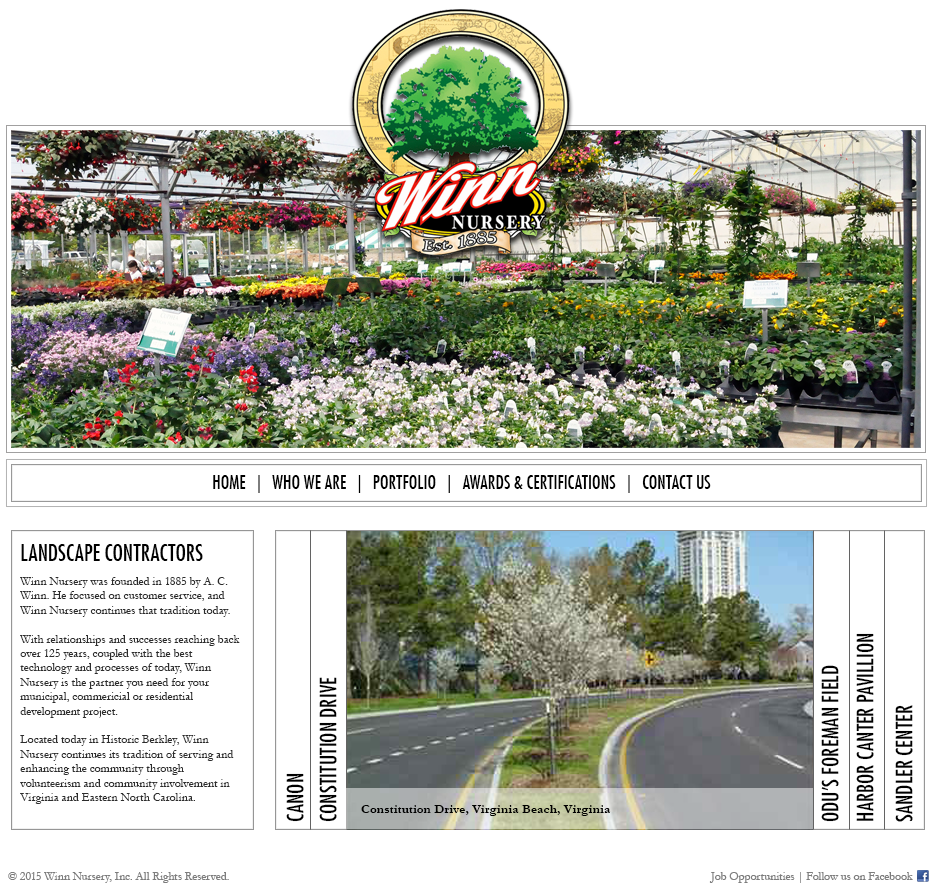 Winn
NURSERY
Est. 1885
HOME | WHO WE ARE | PORTFOLIO | AWARDS & CERTIFICATIONS | CONTACT US
LANDSCAPE CONTRACTORS
Winn Nursery was founded in 1885 by A. C.
Winn. He focused on customer service, and
Winn Nursery continues that tradition today.
With relationships and successes reaching back
over 125 years, coupled with the best
technology and processes of today, Winn
Nursery is the partner you need for your
municipal, commericial or residential
development project.
Located today in Historic Berkley, Winn
Nursery continues its tradition of serving and
enhancing the community through
volunteerism and community involvement in
Virginia and Eastern North Carolina.
CANON
CONSTITUTION DRIVE
Constitution Drive, Virginia Beach, Virginia
ODU'S FOREMAN FIELD
HARBOR CANTER PAVILLION
SANDLER CENTER
© 2015 Winn Nursery, Inc. All Rights Reserved.
Job Opportunities | Follow us on Facebook